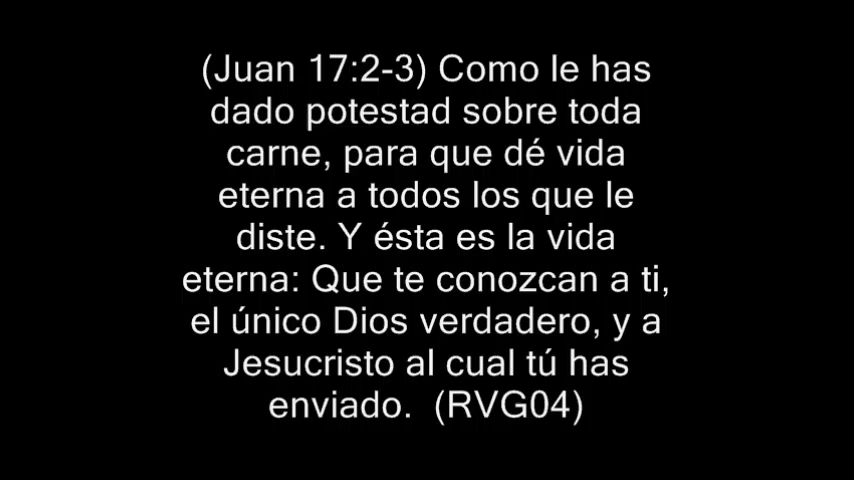 (Juan 17:2-3) Como le has
dado potestad sobre toda
carne, para que dé vida
eterna a todos los que le
diste. Y ésta es la vida
eterna: Que te conozcan a ti,
el único Dios verdadero, y a
Jesucristo al cual tú has
enviado.  (RVG04)